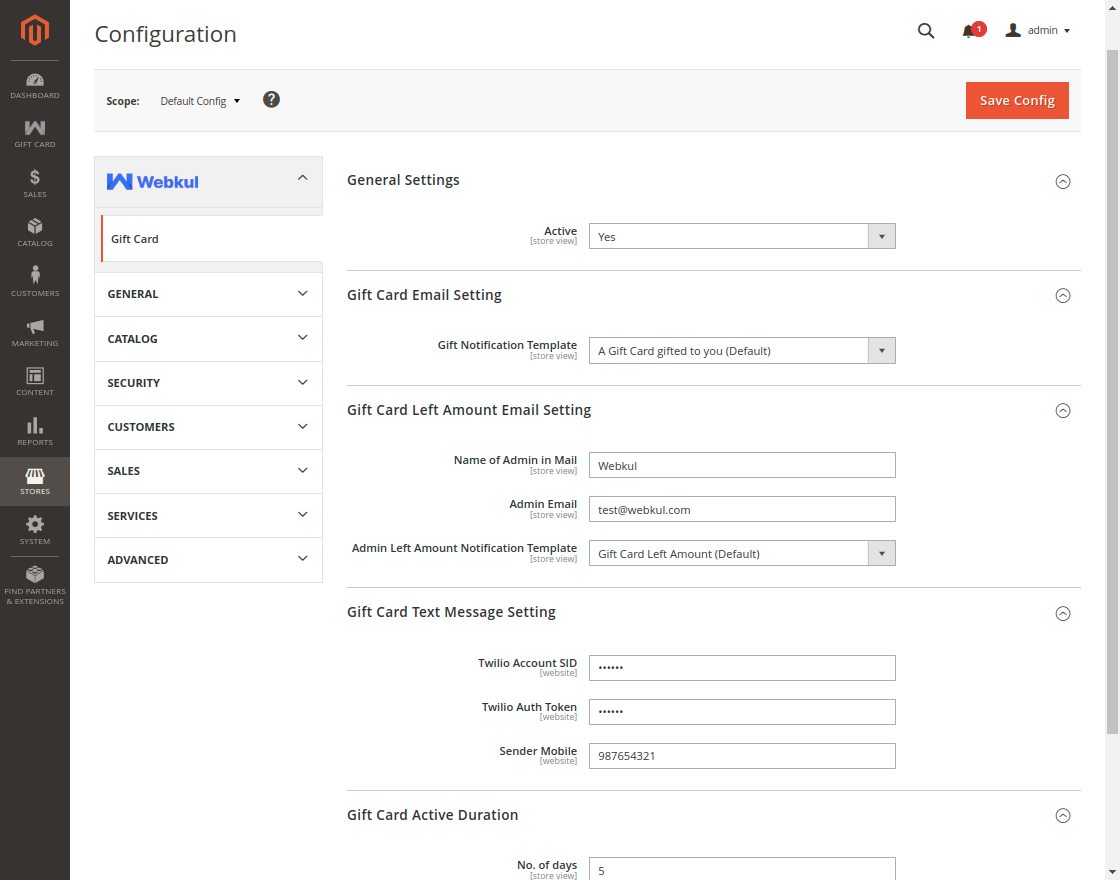 Configuration
1
admin
Scope:
Default Config
?
Save Config
DASHBOARD
GIFT CARD
SALES
CATALOG
CUSTOMERS
MARKETING
CONTENT
REPORTS
STORES
SYSTEM
FIND PARTNERS
& EXTENSIONS
Webkul
Gift Card
GENERAL
CATALOG
SECURITY
CUSTOMERS
SALES
SERVICES
ADVANCED
General Settings
Active
[store view]
Yes
Gift Card Email Setting
Gift Notification Template
[store view]
A Gift Card gifted to you (Default)
Gift Card Left Amount Email Setting
Name of Admin in Mail
[store view]
Webkul
Admin Email
[store view]
test@webkul.com
Admin Left Amount Notification Template
[store view]
Gift Card Left Amount (Default)
Gift Card Text Message Setting
Twilio Account SID
[website]
••••••
Twilio Auth Token
[website]
••••••
Sender Mobile
[website]
987654321
Gift Card Active Duration
No. of days
[store view]
5